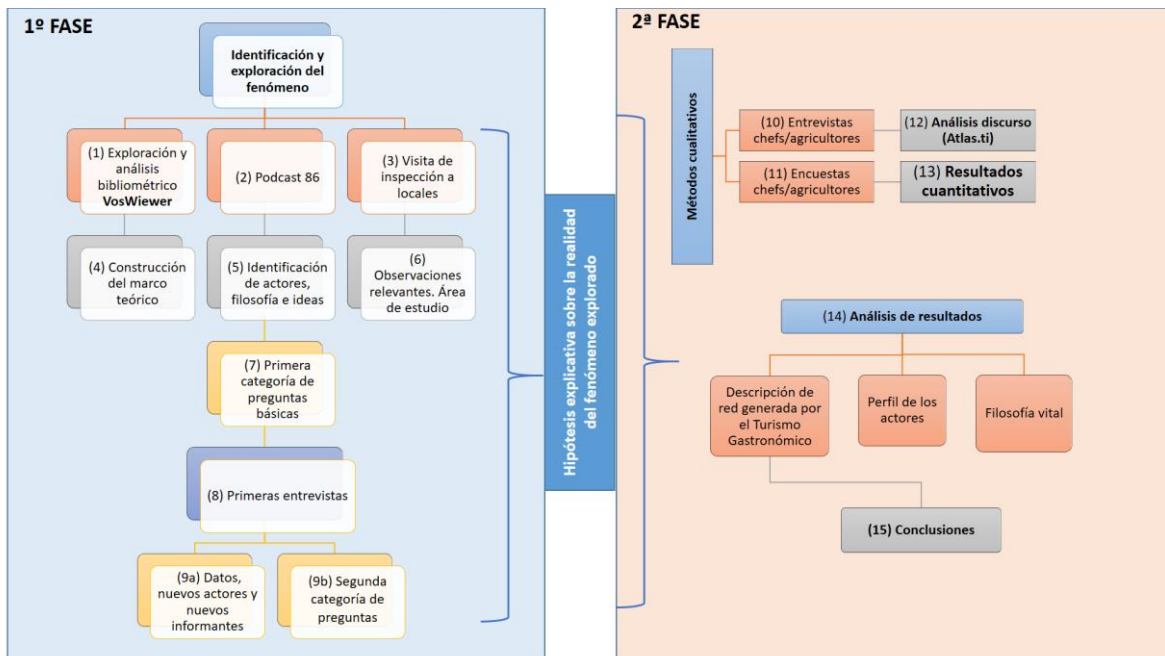 1º FASE
Identificación y
exploración del
fenómeno
(1) Exploración y
análisis
bibliométrico
VosWiewer
(2) Podcast 86
(3) Visita de
inspección a
locales
(4) Construcción
del marco
teórico
(5) Identificación
de actores,
filosofía e ideas
(6)
Observaciones
relevantes. Área
de estudio
(7) Primera
categoría de
preguntas
básicas
(8) Primeras entrevistas
(9a) Datos,
nuevos actores y
nuevos
informantes
(9b) Segunda
categoría de
preguntas
Hipótesis explicativa sobre la realidad
del fenómeno explorado
2ª FASE
Métodos cualitativos
(10) Entrevistas
chefs/agricultores
(12) Análisis discurso
(Atlas.ti)
(11) Encuestas
chefs/agricultores
(13) Resultados
cuantitativos
(14) Análisis de resultados
Descripción de
red generada por
el Turismo
Gastronómico
Perfil de los
actores
Filosofía vital
(15) Conclusiones